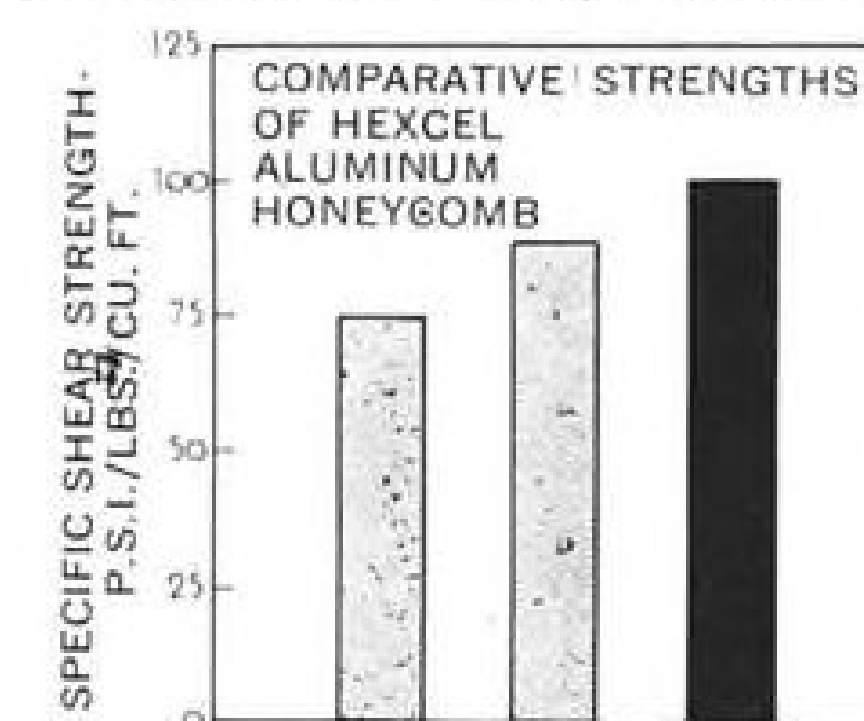 125
COMPARATIVE STRENGTHS
OF HEXCEL
ALUMINUM
HONEYCOMB
100
75
50
25
0
SPECIFIC SHEAR STRENGTH-
P.S.I./LBS./CU. FT.